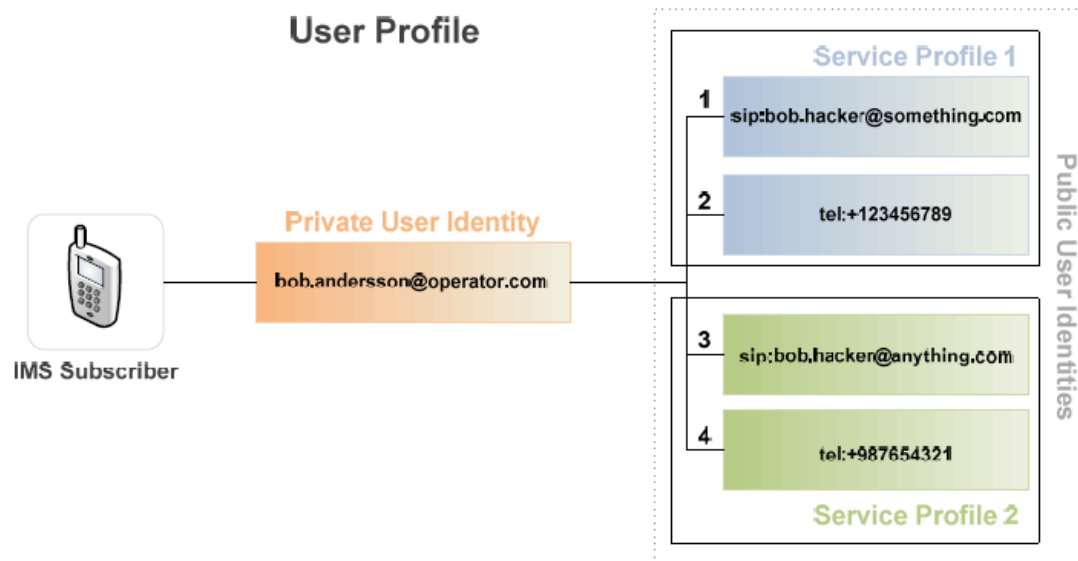 User Profile
Service Profile 1
1
sip:bob.hacker@something.com
2
tel:+123456789
Private User Identity
bob.andersson@operator.com
IMS Subscriber
3
sip:bob.hacker@anything.com
4
tel:+987654321
Service Profile 2
Public User Identities